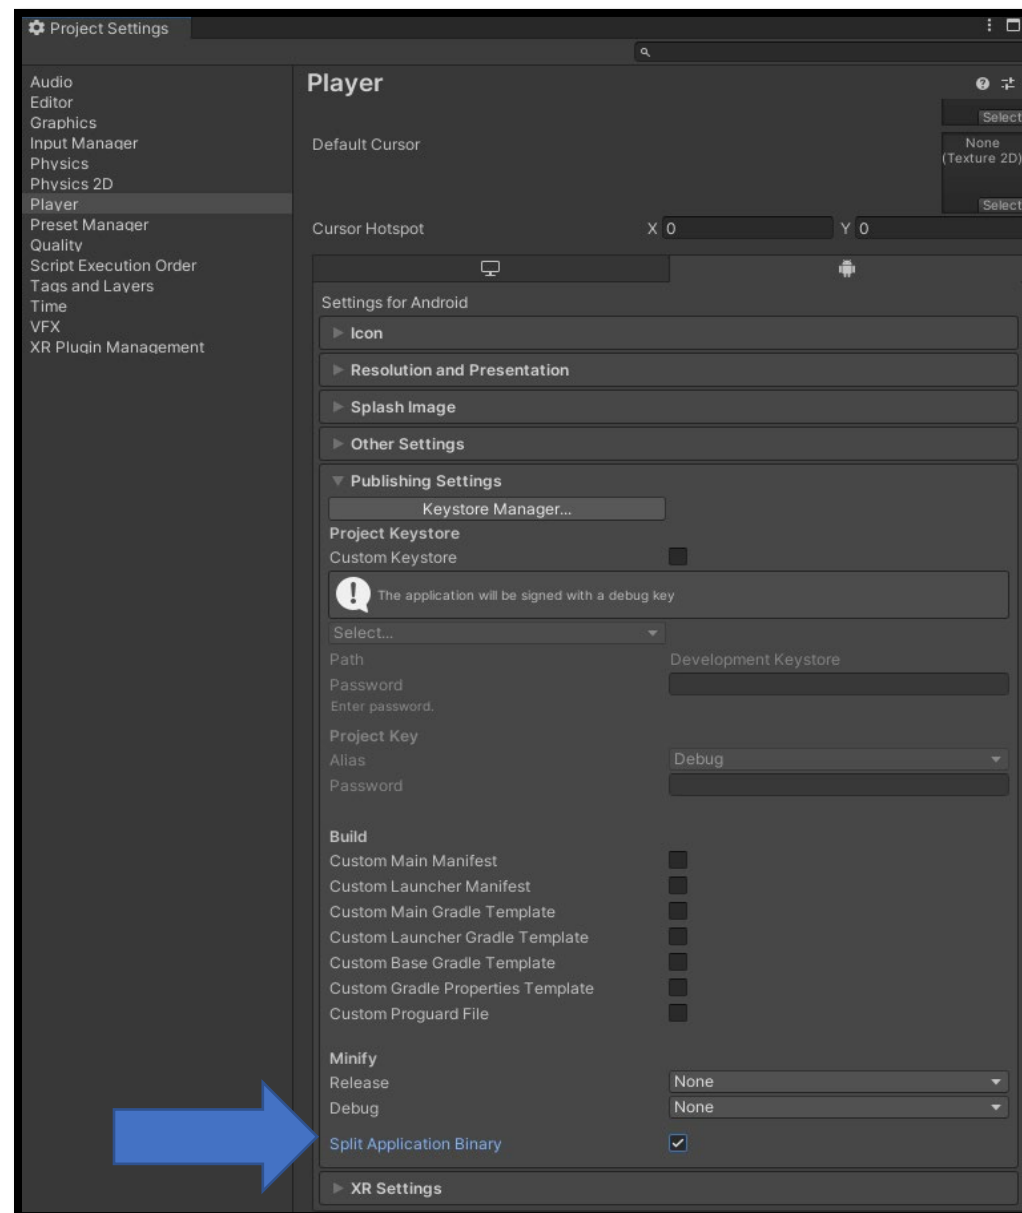 Project Settings
Audio
Editor
Graphics
Input Manager
Physics
Physics 2D
Player
Preset Manager
Quality
Script Execution Order
Tags and Layers
Time
VFX
XR Plugin Management
Player
Select
Default Cursor
None
(Texture 2D)
Select
Cursor Hotspot X 0 Y 0
Settings for Android
Icon
Resolution and Presentation
Splash Image
Other Settings
Publishing Settings
Keystore Manager...
Project Keystore
Custom Keystore
The application will be signed with a debug key
Select...
Path Development Keystore
Password
Enter password.
Project Key
Alias Debug
Password
Build
Custom Main Manifest
Custom Launcher Manifest
Custom Main Gradle Template
Custom Launcher Gradle Template
Custom Base Gradle Template
Custom Gradle Properties Template
Custom Proguard File
Minify
Release None
Debug None
Split Application Binary
XR Settings